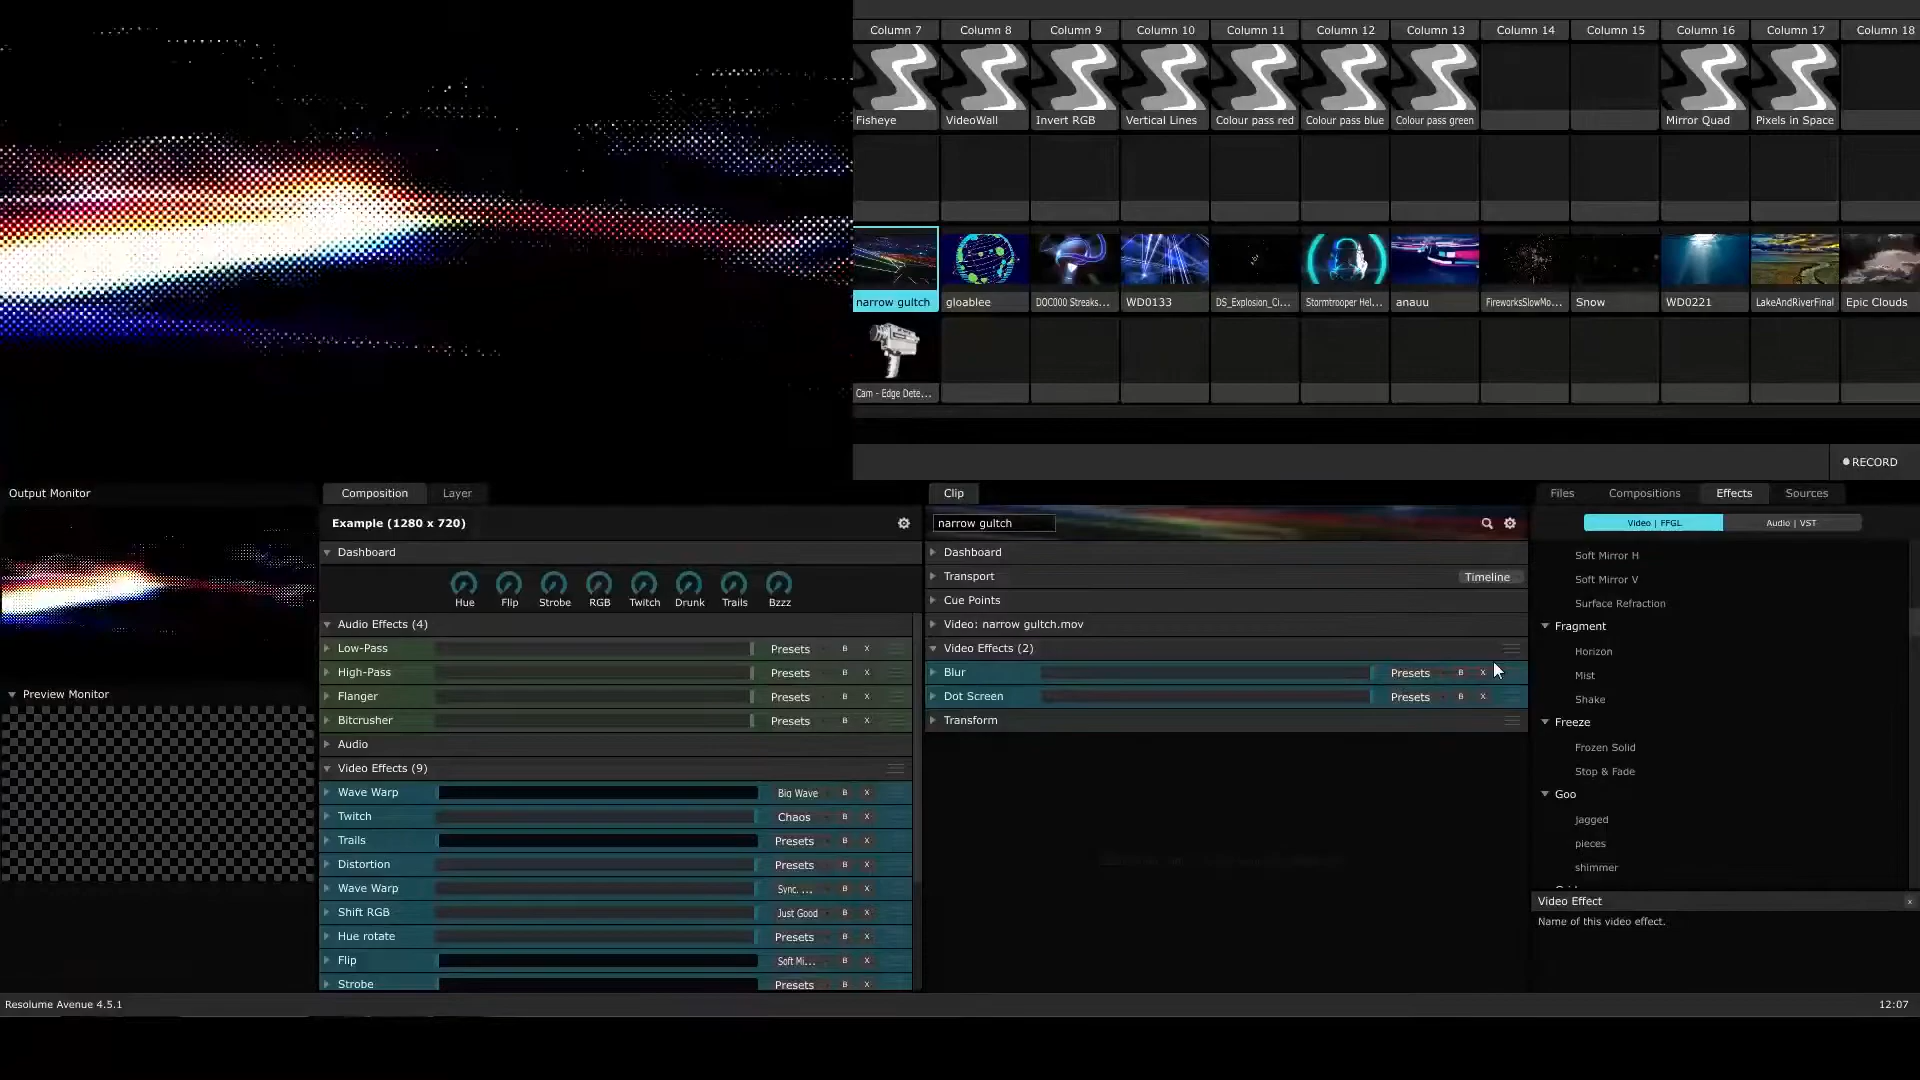 Column 7 Column 8 Column 9 Column 10 Column 11 Column 12 Column 13 Column 14 Column 15 Column 16 Column 17 Column 18
Fisheye VideoWall Invert RGB Vertical Lines Colour pass red Colour pass blue Colour pass green Mirror Quad Pixels in Space
narrow gultch gloablee DOC000 Streaks... WD0133 DS_Explosion_Ci... Stormtrooper Hel... anauu FireworksSlowMo... Snow WD0221 LakeAndRiverFinal Epic Clouds
Cam - Edge Dete...
RECORD
Output Monitor
Preview Monitor
Composition Layer
Example (1280 x 720)
Dashboard
Hue Flip Strobe RGB Twitch Drunk Trails Bzzz
Audio Effects (4)
Low-Pass Presets B X
High-Pass Presets B X
Flanger Presets B X
Bitcrusher Presets B X
Audio
Video Effects (9)
Wave Warp Big Wave B X
Twitch Chaos B X
Trails Presets B X
Distortion Presets B X
Wave Warp Sync. ... B X
Shift RGB Just Good B X
Hue rotate Presets B X
Flip Soft Mi... B X
Strobe Presets B X
Clip
narrow gultch
Dashboard
Transport Timeline
Cue Points
Video: narrow gultch.mov
Video Effects (2)
Blur Presets B X
Dot Screen Presets B X
Transform
Files Compositions Effects Sources
Video | FFGL Audio | VST
Soft Mirror H
Soft Mirror V
Surface Refraction
Fragment
Horizon
Mist
Shake
Freeze
Frozen Solid
Stop & Fade
Goo
Jagged
pieces
shimmer
Video Effect x
Name of this video effect.
Resolume Avenue 4.5.1 12:07